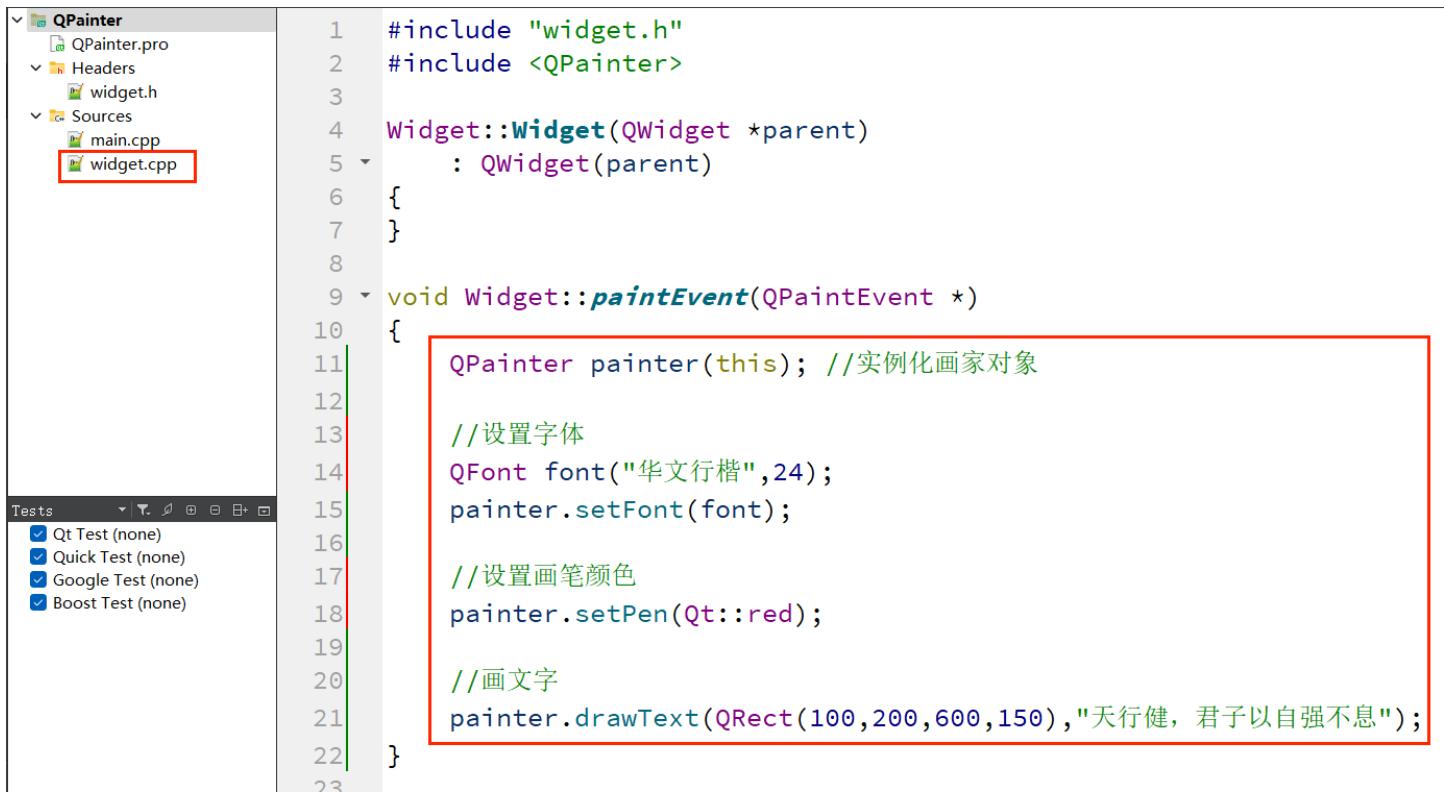 QPainter
QPainter.pro
Headers
widget.h
Sources
main.cpp
widget.cpp
Tests
Qt Test (none)
Quick Test (none)
Google Test (none)
Boost Test (none)
1 #include "widget.h"
2 #include <QPainter>
3
4 Widget::Widget(QWidget *parent)
5 : QWidget(parent)
6 {
7 }
8
9 void Widget::paintEvent(QPaintEvent *)
10 {
11 QPainter painter(this); //实例化画家对象
12
13 //设置字体
14 QFont font("华文行楷",24);
15 painter.setFont(font);
16
17 //设置画笔颜色
18 painter.setPen(Qt::red);
19
20 //画文字
21 painter.drawText(QRect(100,200,600,150),"天行健，君子以自强不息");
22 }
23